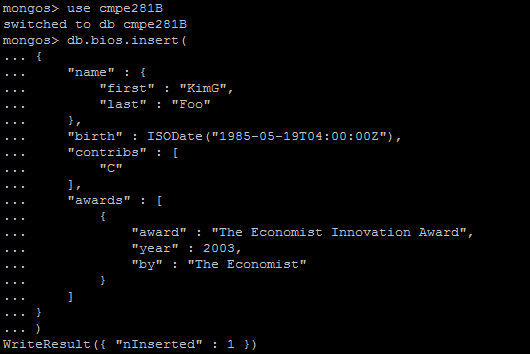 mongos> use cmpe281B
switched to db cmpe281B
mongos> db.bios.insert(
... {
...     "name" : {
...         "first" : "KimG",
...         "last" : "Foo"
...     },
...     "birth" : ISODate("1985-05-19T04:00:00Z"),
...     "contribs" : [
...         "C"
...     ],
...     "awards" : [
...         {
...             "award" : "The Economist Innovation Award",
...             "year" : 2003,
...             "by" : "The Economist"
...         }
...     ]
... }
... )
WriteResult({ "nInserted" : 1 })